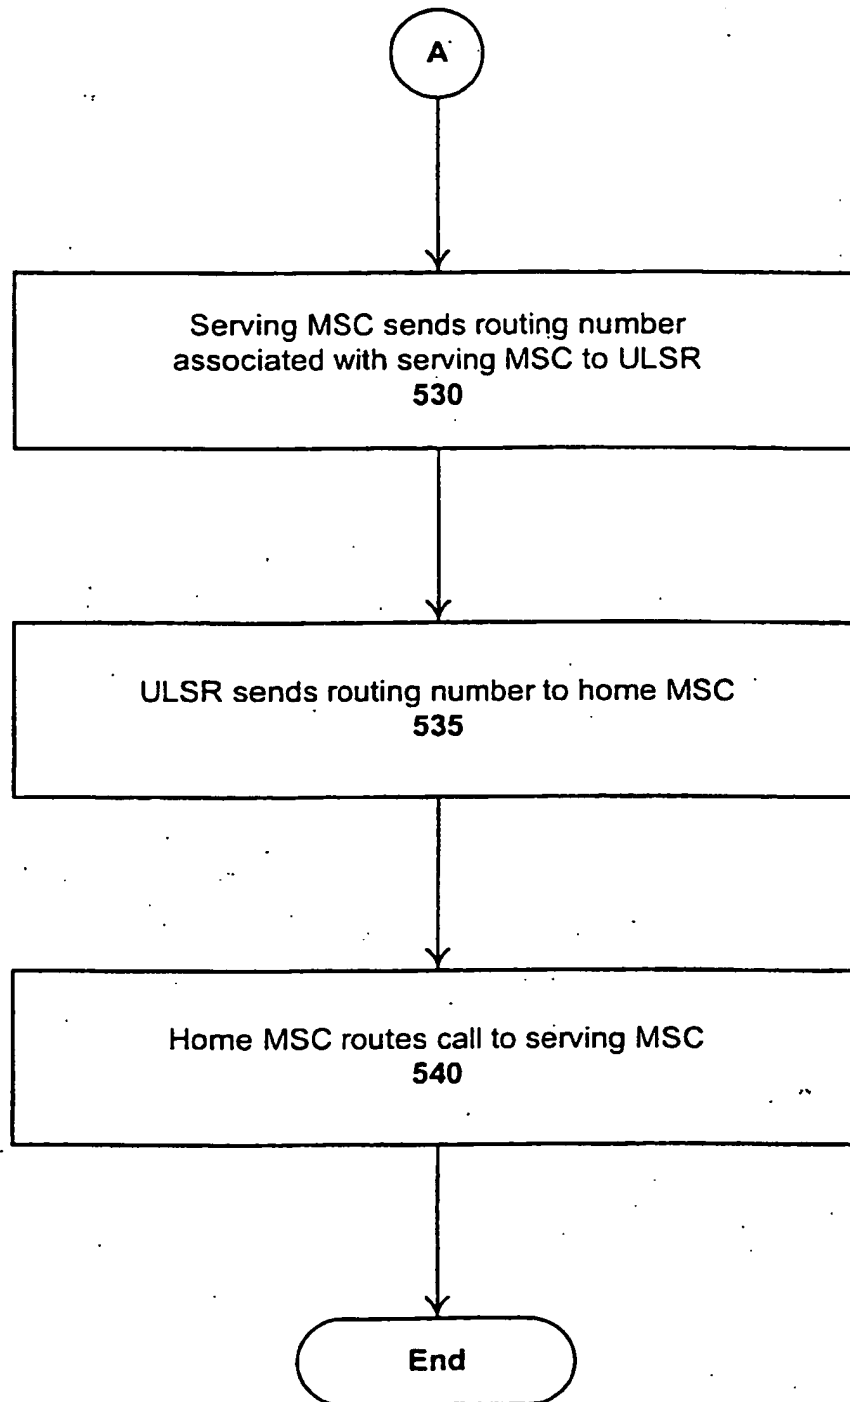 A
Serving MSC sends routing number
associated with serving MSC to ULSR
530
ULSR sends routing number to home MSC
535
Home MSC routes call to serving MSC
540
End